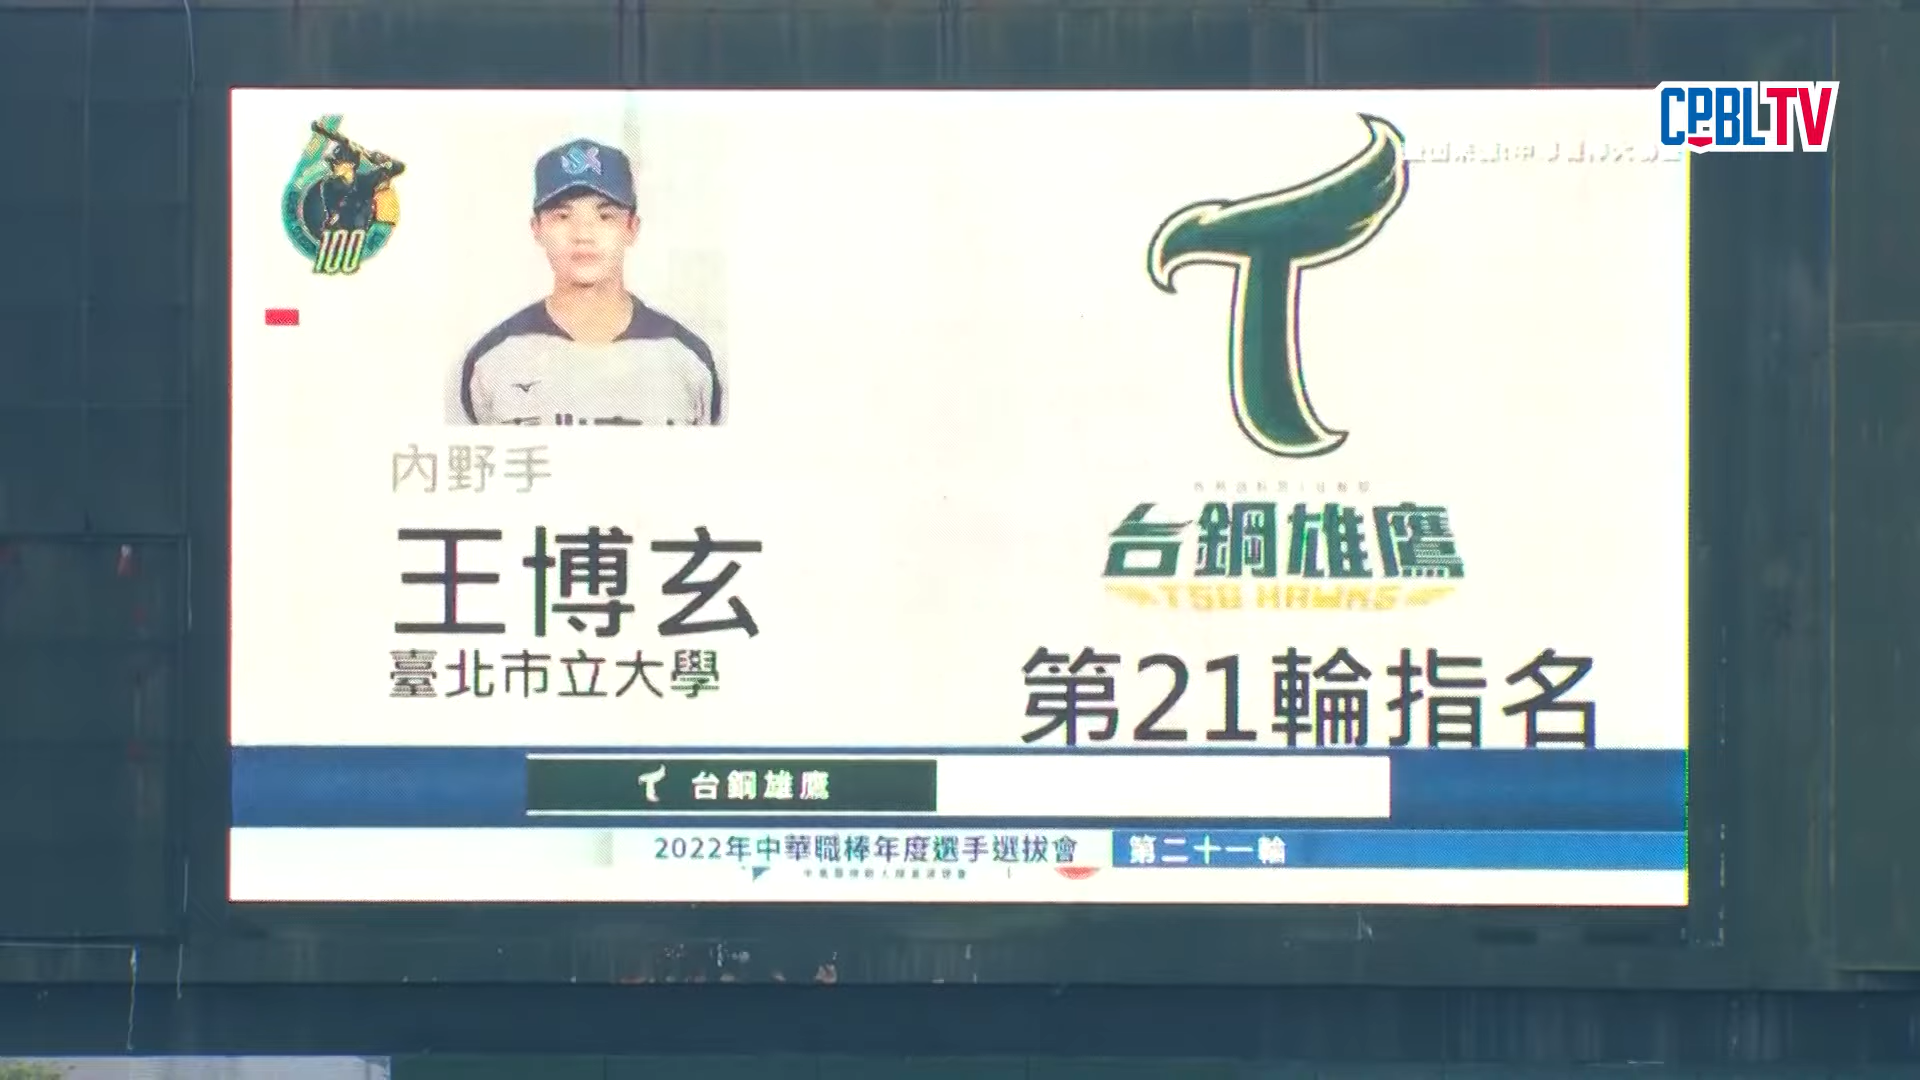 CPBLTV
100
內野手
王博玄
臺北市立大學
台鋼雄鷹
TSG HAWKS
第21輪指名
台鋼雄鷹
2022年中華職棒年度選手選拔會
第二十一輪